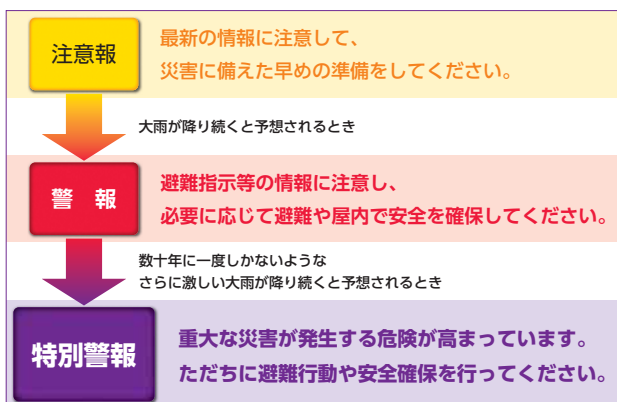 注意報
最新の情報に注意して、
災害に備えた早めの準備をしてください。
大雨が降り続くと予想されるとき
警 報
避難指示等の情報に注意し、
必要に応じて避難や屋内で安全を確保してください。
数十年に一度しかないような
さらに激しい大雨が降り続くと予想されるとき
特別警報
重大な災害が発生する危険が高まっています。
ただちに避難行動や安全確保を行ってください。